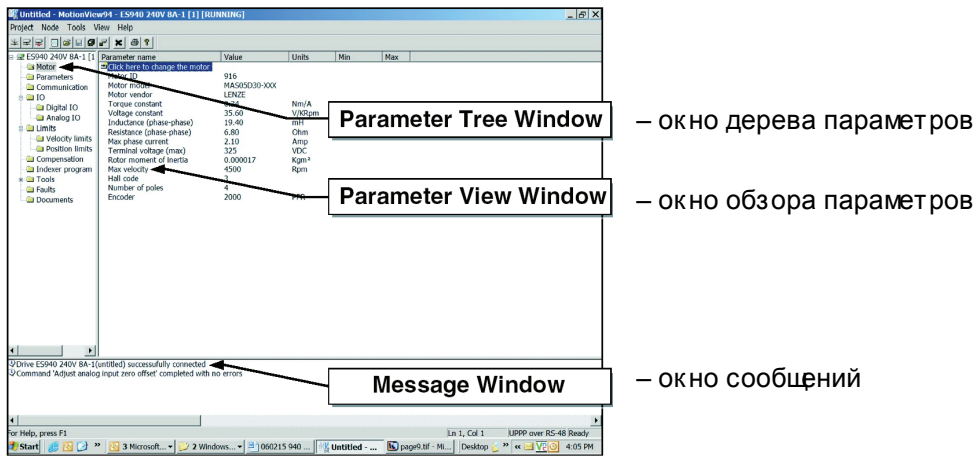 Untitled - MotionView94 - ES940 240V 8A-1 [1] [RUNNING]
Project Node Tools View Help
ES940 240V 8A-1 [1
Motor
Parameters
Communication
IO
Digital IO
Analog IO
Limits
Velocity limits
Position limits
Compensation
Indexer program
Tools
Faults
Documents
Parameter name Value Units Min Max
Click here to change the motor
Motor ID 916
Motor model MAS05D30-XXX
Motor vendor LENZE
Torque constant 0.34 Nm/A
Voltage constant 35.60 V/KRpm
Inductance (phase-phase) 19.40 mH
Resistance (phase-phase) 6.80 Ohm
Max phase current 2.10 Amp
Terminal voltage (max) 325 VDC
Rotor moment of Inertia 0.000017 Kgm²
Max velocity 4500 Rpm
Hall code 3
Number of poles 4
Encoder 2000 PPR
Parameter Tree Window – окно дерева параметров
Parameter View Window – окно обзора параметров
Drive ES940 240V 8A-1(untitled) successufully connected
Command 'Adjust analog input zero offset' completed with no errors
Message Window – окно сообщений
For Help, press F1 Ln 1, Col 1 UPPP over RS-48 Ready
Start » 3 Microsoft... 2 Windows... 060215 940 ... Untitled - ... page9.tif - Mi... Desktop » « 4:05 PM